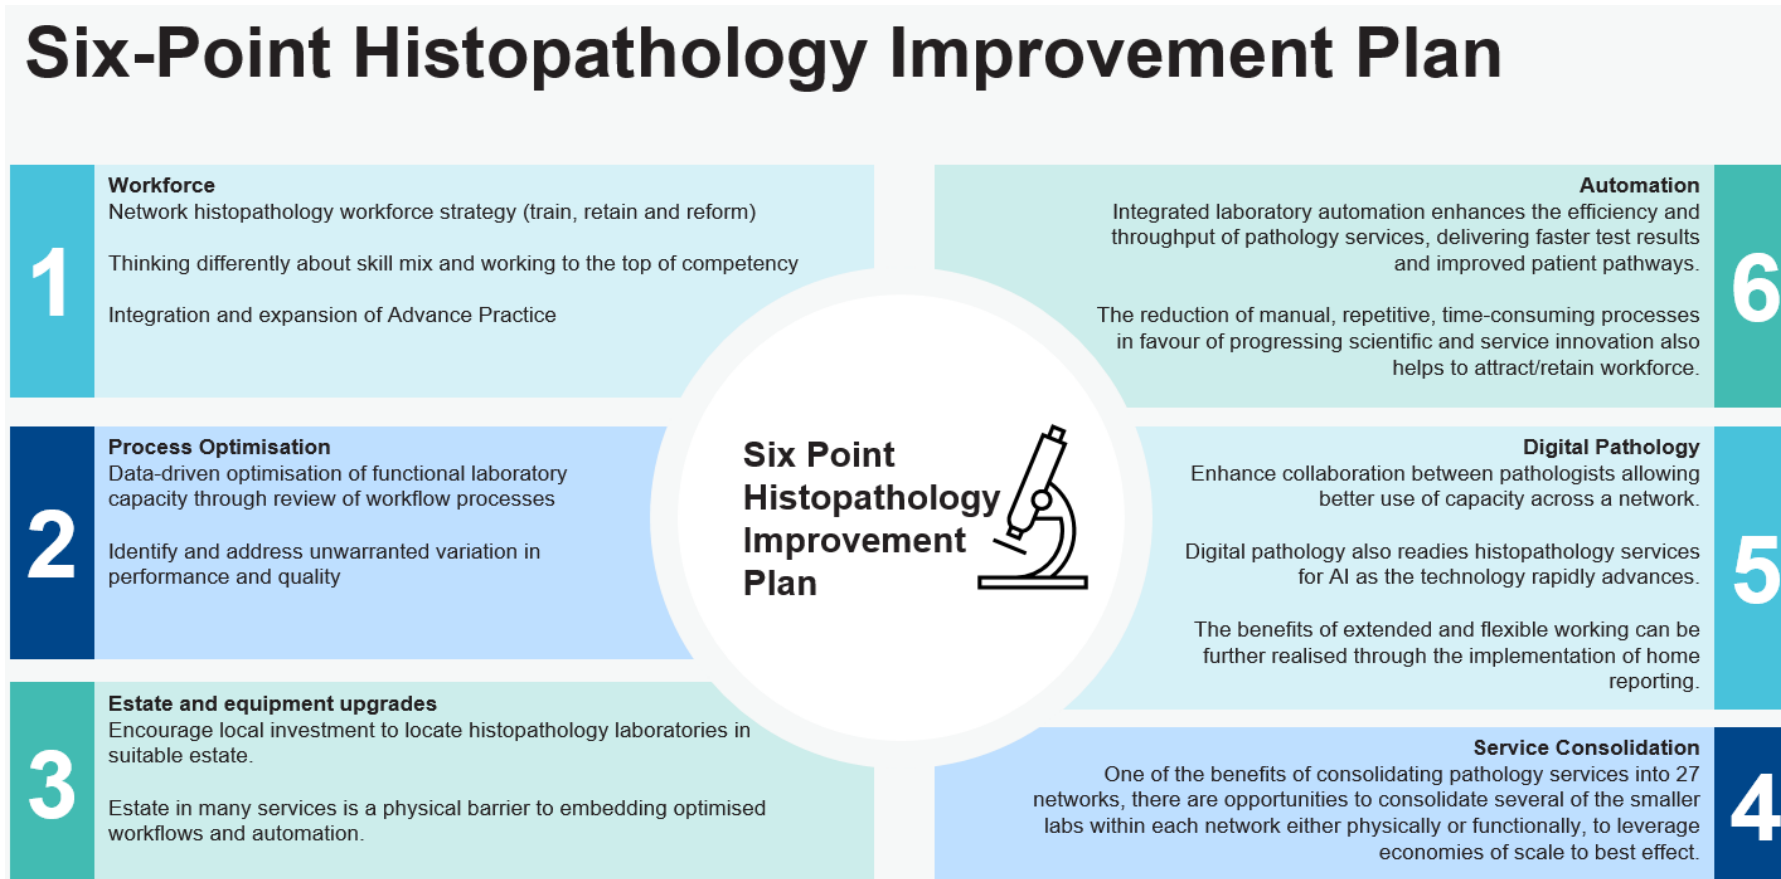 Six-Point Histopathology Improvement Plan
1
Workforce
Network histopathology workforce strategy (train, retain and reform)
Thinking differently about skill mix and working to the top of competency
Integration and expansion of Advance Practice
2
Process Optimisation
Data-driven optimisation of functional laboratory
capacity through review of workflow processes
Identify and address unwarranted variation in
performance and quality
3
Estate and equipment upgrades
Encourage local investment to locate histopathology laboratories in
suitable estate.
Estate in many services is a physical barrier to embedding optimised
workflows and automation.
Six Point
Histopathology
Improvement
Plan
Automation
Integrated laboratory automation enhances the efficiency and
throughput of pathology services, delivering faster test results
and improved patient pathways.
The reduction of manual, repetitive, time-consuming processes
in favour of progressing scientific and service innovation also
helps to attract/retain workforce.
6
Digital Pathology
Enhance collaboration between pathologists allowing
better use of capacity across a network.
Digital pathology also readies histopathology services
for AI as the technology rapidly advances.
The benefits of extended and flexible working can be
further realised through the implementation of home
reporting.
5
Service Consolidation
One of the benefits of consolidating pathology services into 27
networks, there are opportunities to consolidate several of the smaller
labs within each network either physically or functionally, to leverage
economies of scale to best effect.
4